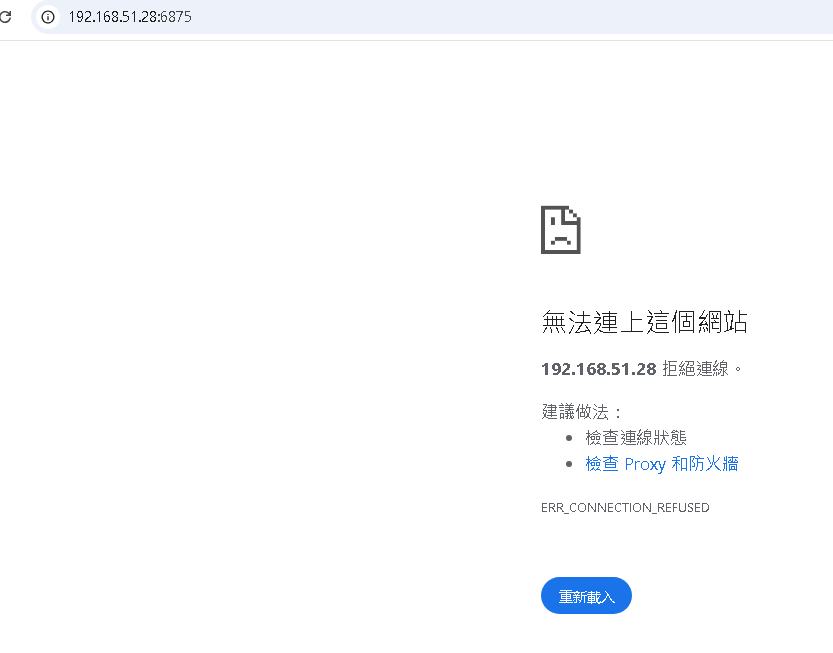 192.168.51.28:6875
無法連上這個網站
192.168.51.28 拒絕連線。
建議做法：
檢查連線狀態
檢查 Proxy 和防火牆
ERR_CONNECTION_REFUSED
重新載入